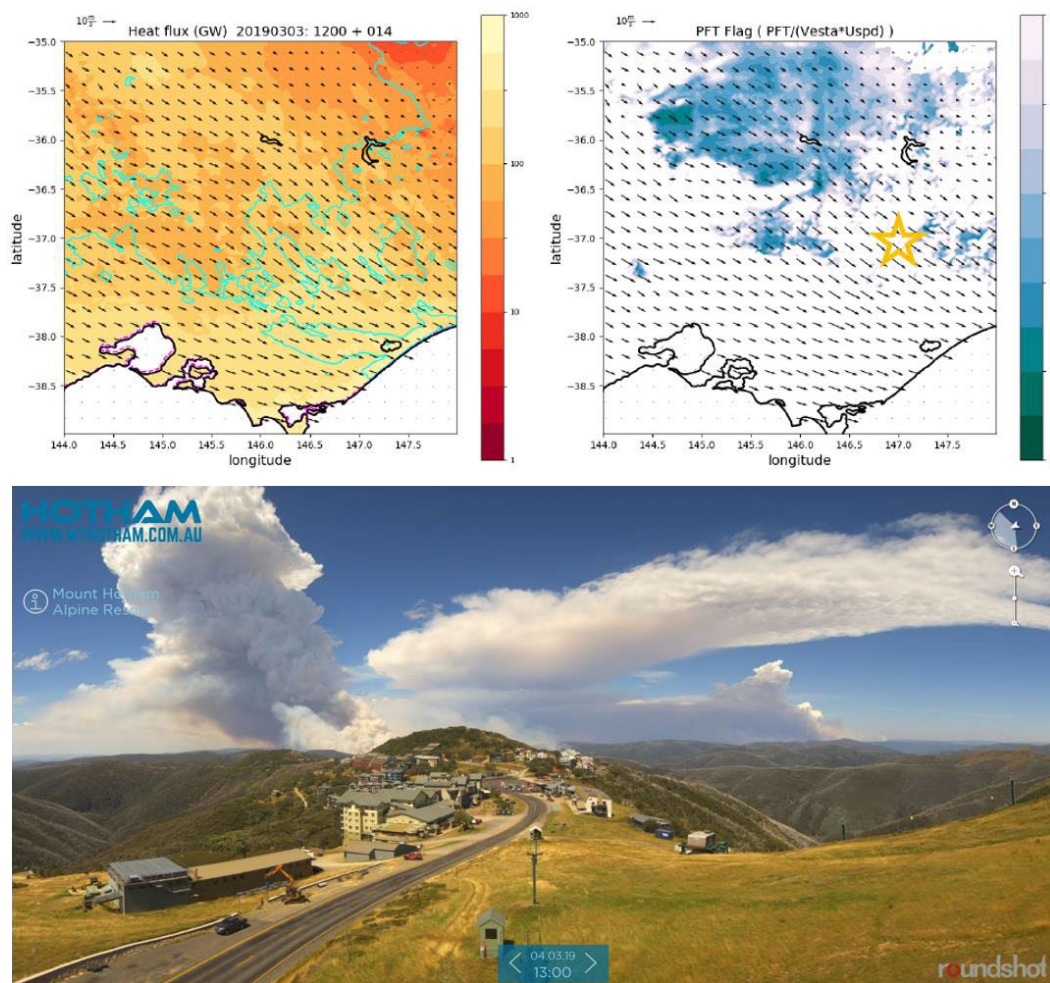 10 m/s
Heat flux (GW) 20190303: 1200 + 014
latitude
-35.0
-35.5
-36.0
-36.5
-37.0
-37.5
-38.0
-38.5
144.0 144.5 145.0 145.5 146.0 146.5 147.0 147.5
longitude
1000
100
10
1
10 m/s
PFT Flag ( PFT/(Vesta*Uspd) )
latitude
-35.0
-35.5
-36.0
-36.5
-37.0
-37.5
-38.0
-38.5
144.0 144.5 145.0 145.5 146.0 146.5 147.0 147.5
longitude
HOTHAM
WWW.MTHOTHAM.COM.AU
i
Mount Hotham
Alpine Resort
04.03.19
13:00
roundshot